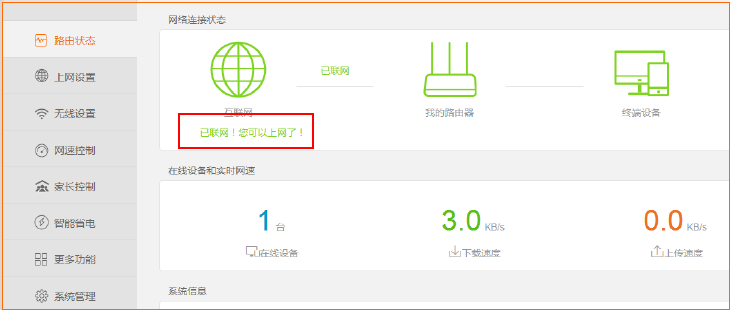 网络连接状态
路由状态
已联网
上网设置
互联网
我的路由器
终端设备
无线设置
已联网！您可以上网了！
网速控制
在线设备和实时网速
家长控制
1 台
3.0 KB/s
0.0 KB/s
智能省电
在线设备
下载速度
上传速度
更多功能
系统管理
系统信息